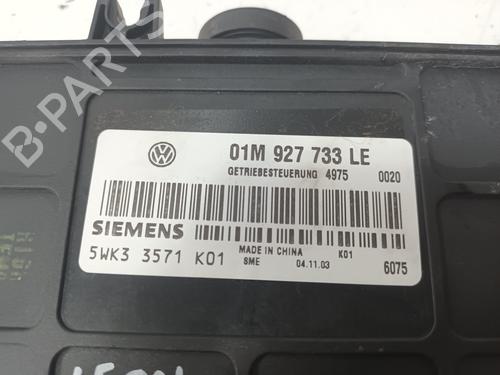 B-PARTS
01M 927 733 LE
GETRIEBESTEUERUNG 4975 0020
SIEMENS
5WK3 3571 K01
MADE IN CHINA K01
SME 04.11.03 6075